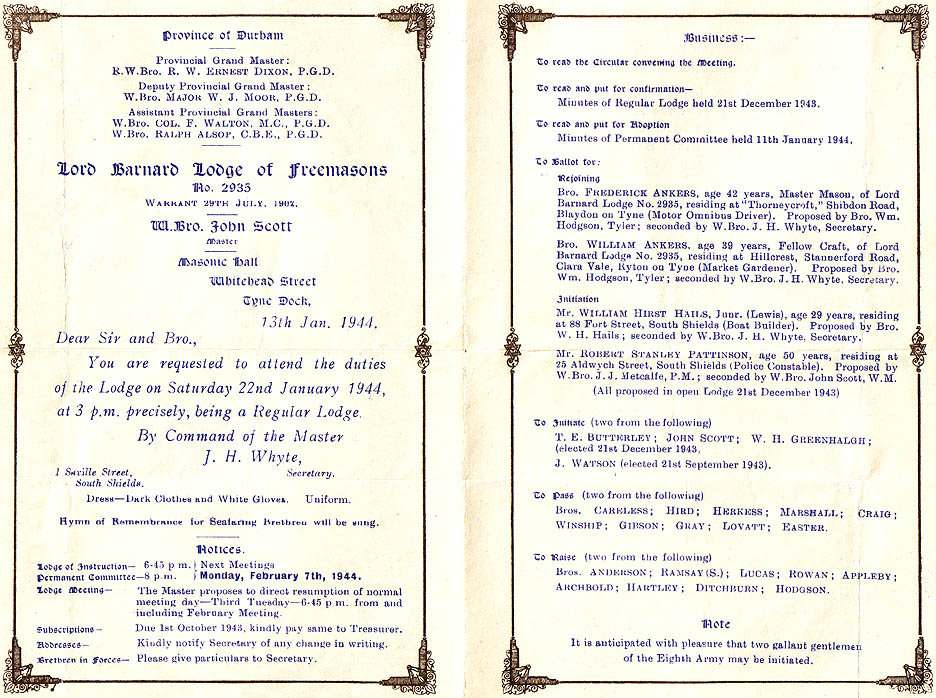 Province of Durham
Provincial Grand Master:
R.W.Bro. R. W. ERNEST DIXON, P.G.D.
Deputy Provincial Grand Master:
W.Bro. MAJOR W. J. MOOR, P.G.D.
Assistant Provincial Grand Masters:
W.Bro. COL. F. WALTON, M.C., P.G.D.
W.Bro. RALPH ALSOP, C.B.E., P.G.D.
Lord Barnard Lodge of Freemasons
No. 2935
WARRANT 29TH JULY, 1902.
W.Bro. John Scott
Master
Masonic Hall
Whitehead Street
Tyne Dock,
13th Jan. 1944.
Dear Sir and Bro.,
You are requested to attend the duties
of the Lodge on Saturday 22nd January 1944,
at 3 p.m. precisely, being a Regular Lodge.
By Command of the Master
J. H. Whyte,
1 Saville Street, Secretary.
South Shields.
Dress—Dark Clothes and White Gloves. Uniform.
Hymn of Remembrance for Seafaring Brethren will be sung.
Notices.
Lodge of Instruction— 6-45 p m. } Next Meetings
Permanent Committee—8 p.m. } Monday, February 7th, 1944.
Lodge Meeting— The Master proposes to direct resumption of normal
meeting day—Third Tuesday—6-45 p.m. from and
including February Meeting.
Subscriptions— Due 1st October 1943, kindly pay same to Treasurer.
Addresses— Kindly notify Secretary of any change in writing.
Brethren in Forces— Please give particulars to Secretary.
Business:—
To read the Circular convening the Meeting.
To read and put for confirmation—
Minutes of Regular Lodge held 21st December 1943.
To read and put for Adoption
Minutes of Permanent Committee held 11th January 1944.
To Ballot for:
Rejoining
Bro. FREDERICK ANKERS, age 42 years, Master Mason, of Lord
Barnard Lodge No. 2935, residing at "Thorneycroft," Shibdon Road,
Blaydon on Tyne (Motor Omnibus Driver). Proposed by Bro. Wm.
Hodgson, Tyler; seconded by W.Bro. J. H. Whyte, Secretary.
Bro. WILLIAM ANKERS, age 39 years, Fellow Craft, of Lord
Barnard Lodge No. 2935, residing at Hillcrest, Stannerford Road,
Clara Vale, Ryton on Tyne (Market Gardener). Proposed by Bro.
Wm. Hodgson, Tyler; seconded by W.Bro. J. H. Whyte, Secretary.
Initiation
Mr. WILLIAM HIRST HAILS, Junr. (Lewis), age 29 years, residing
at 88 Fort Street, South Shields (Boat Builder). Proposed by Bro.
W. H. Hails; seconded by W.Bro. J. H. Whyte, Secretary.
Mr. ROBERT STANLEY PATTINSON, age 50 years, residing at
25 Aldwych Street, South Shields (Police Constable). Proposed by
W.Bro. J. J. Metcalfe, P.M.; seconded by W.Bro. John Scott, W.M.
(All proposed in open Lodge 21st December 1943)
To Initiate (two from the following)
T. E. BUTTERLEY; JOHN SCOTT; W. H. GREENHALGH;
(elected 21st December 1943,
J. WATSON (elected 21st September 1943).
To Pass (two from the following)
Bros. CARELESS; HIRD; HERKESS; MARSHALL; CRAIG;
WINSHIP; GIBSON; GRAY; LOVATT; EASTER.
To Raise (two from the following)
Bros. ANDERSON; RAMSAY(S.); LUCAS; ROWAN; APPLEBY;
ARCHBOLD; HARTLEY; DITCHBURN; HODGSON.
Note
It is anticipated with pleasure that two gallant gentlemen
of the Eighth Army may be initiated.